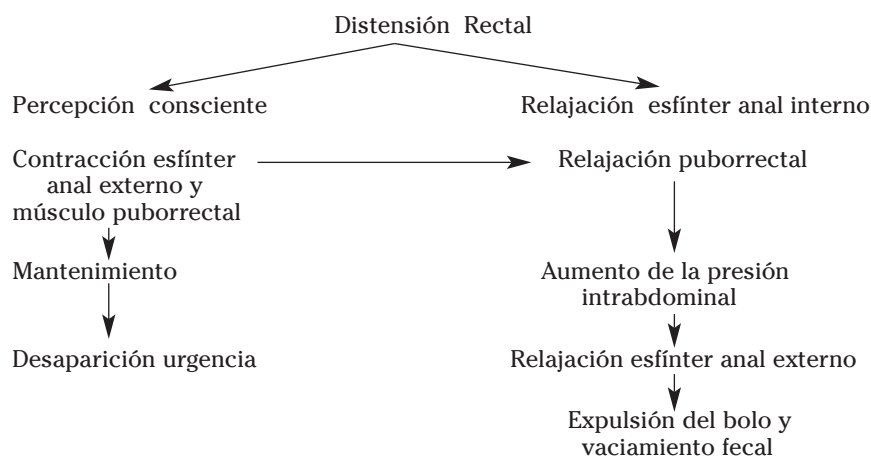 Distensión Rectal
Percepción consciente
Relajación esfínter anal interno
Contracción esfínter
anal externo y
músculo puborrectal
Relajación puborrectal
Mantenimiento
Aumento de la presión
intrabdominal
Desaparición urgencia
Relajación esfínter anal externo
Expulsión del bolo y
vaciamiento fecal